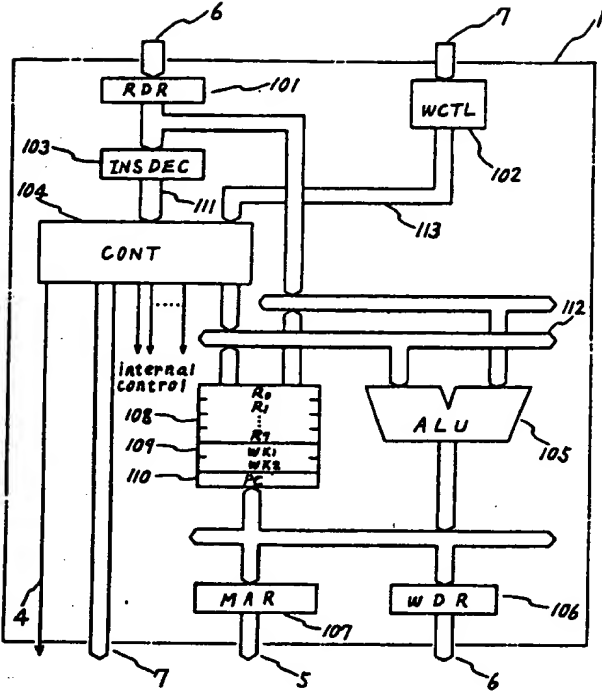 6
7
1
RDR
101
WCTL
102
103
INSDEC
104
111
113
CONT
112
internal
control
108
R0
R1
R7
109
WK1
WK2
110
PC
ALU
105
4
MAR
107
WDR
106
7
5
6